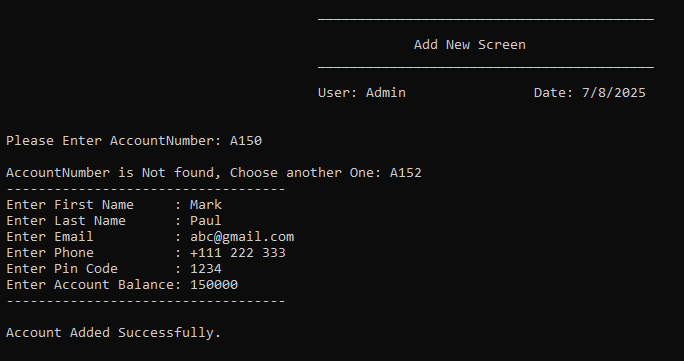 Add New Screen
User: Admin Date: 7/8/2025
Please Enter AccountNumber: A150
AccountNumber is Not found, Choose another One: A152
-----------------------------------
Enter First Name : Mark
Enter Last Name : Paul
Enter Email : abc@gmail.com
Enter Phone : +111 222 333
Enter Pin Code : 1234
Enter Account Balance: 150000
-----------------------------------
Account Added Successfully.